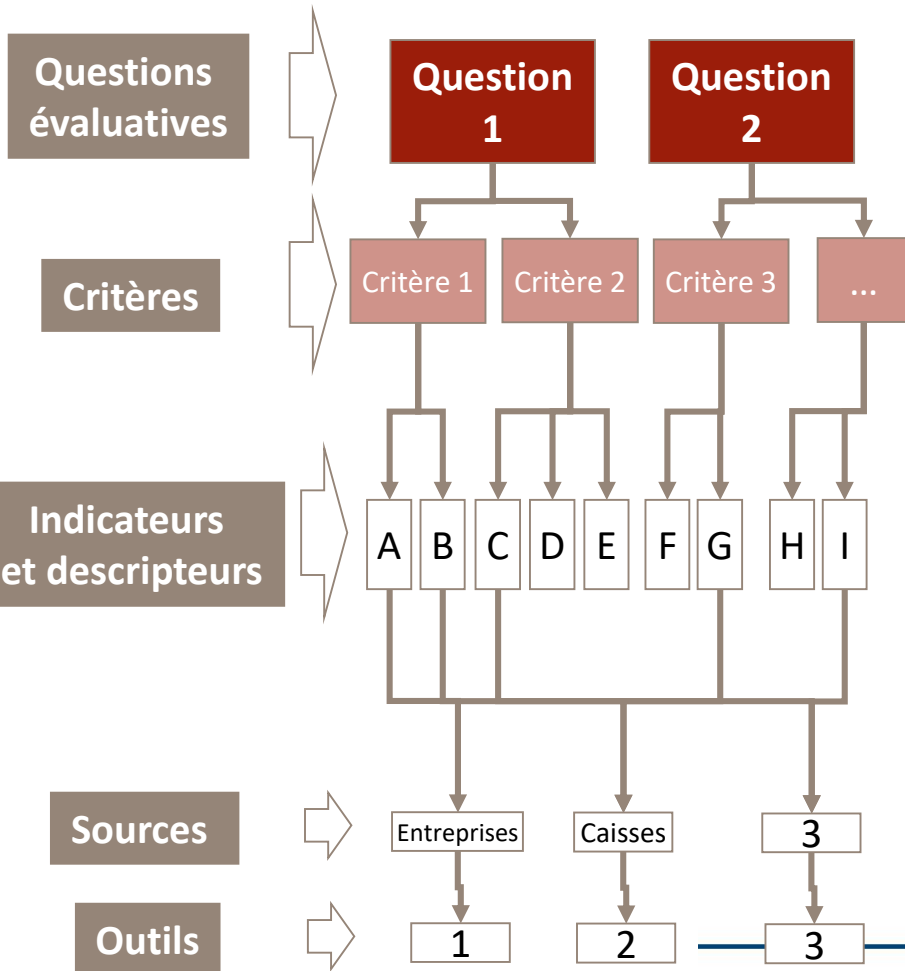 Questions
évaluatives
Question
1
Question
2
Critères
Critère 1
Critère 2
Critère 3
...
Indicateurs
et descripteurs
A
B
C
D
E
F
G
H
I
Sources
Entreprises
Caisses
3
Outils
1
2
3